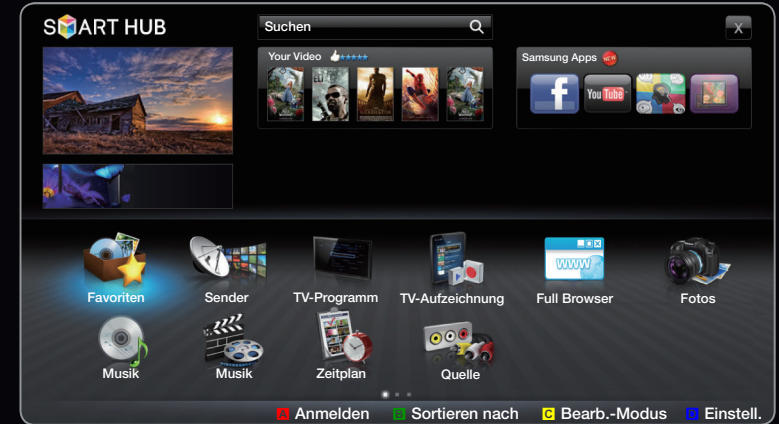 SMART HUB
Suchen
X
Your Video
Samsung Apps NEW
f
You Tube
www
Favoriten
Sender
TV-Programm
TV-Aufzeichnung
Full Browser
Fotos
Musik
Musik
Zeitplan
Quelle
A Anmelden B Sortieren nach C Bearb.-Modus D Einstell.